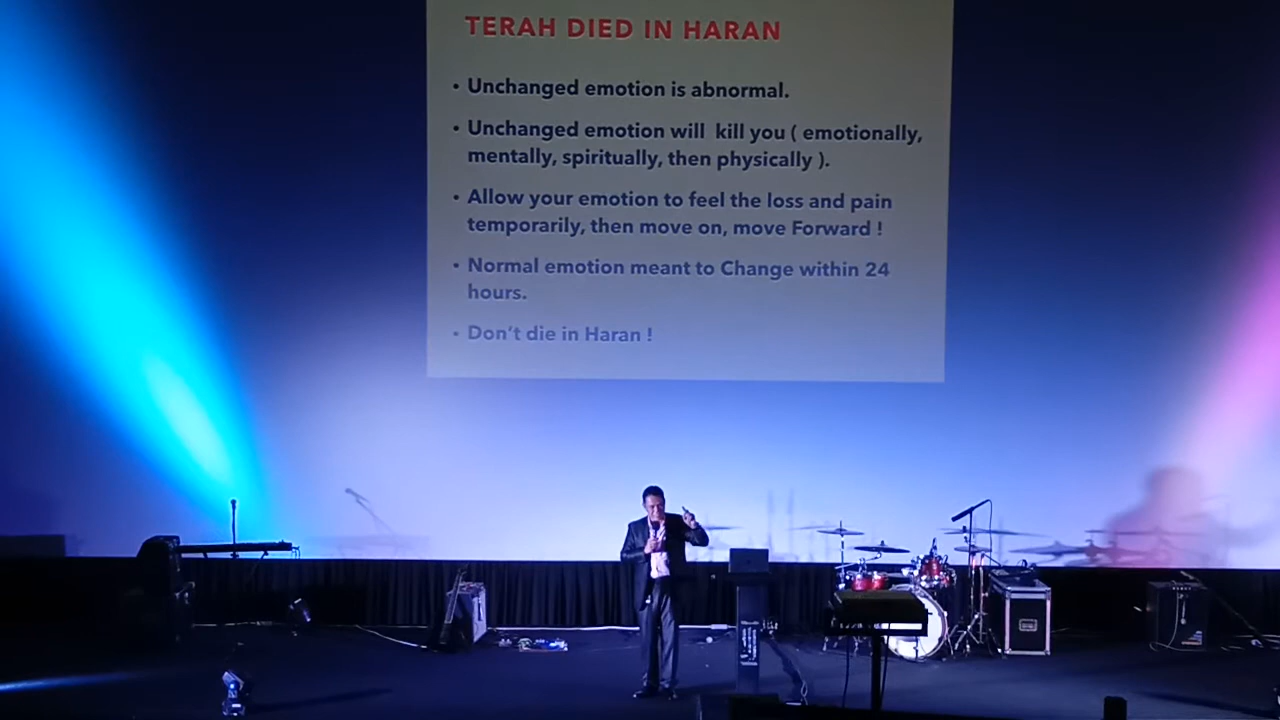 TERAH DIED IN HARAN
• Unchanged emotion is abnormal.
• Unchanged emotion will kill you ( emotionally,
mentally, spiritually, then physically ).
• Allow your emotion to feel the loss and pain
temporarily, then move on, move Forward !
• Normal emotion meant to Change within 24
hours.
• Don't die in Haran !